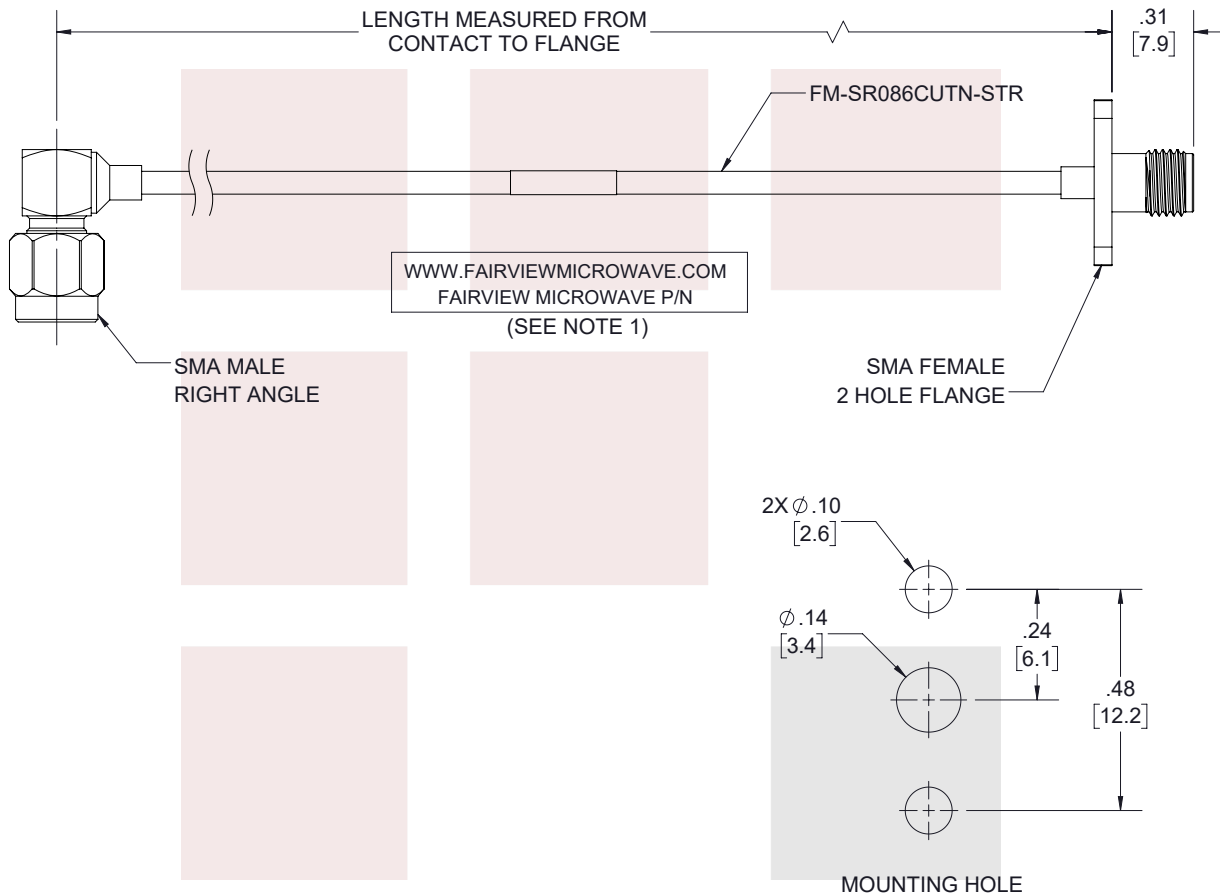 LENGTH MEASURED FROM
CONTACT TO FLANGE
.31
[7.9]
FM-SR086CUTN-STR
WWW.FAIRVIEWMICROWAVE.COM
FAIRVIEW MICROWAVE P/N
(SEE NOTE 1)
SMA MALE
RIGHT ANGLE
SMA FEMALE
2 HOLE FLANGE
2X ∅.10
[2.6]
∅.14
[3.4]
.24
[6.1]
.48
[12.2]
MOUNTING HOLE